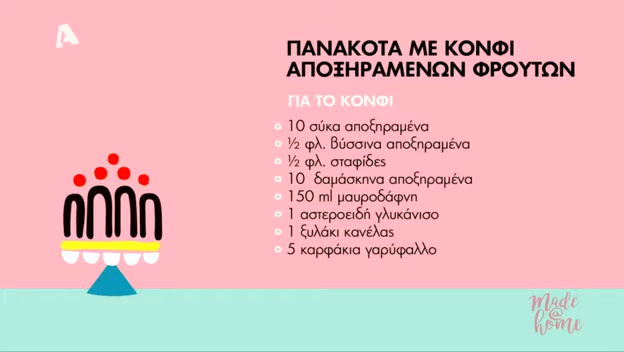 ΠΑΝΑΚΟΤΑ ΜΕ ΚΟΝΦΙ
ΑΠΟΞΗΡΑΜΕΝΩΝ ΦΡΟΥΤΩΝ
ΓΙΑ ΤΟ ΚΟΝΦΙ
10 σύκα αποξηραμένα
½ φλ. βύσσινα αποξηραμένα
½ φλ. σταφίδες
10 δαμάσκηνα αποξηραμένα
150 ml μαυροδάφνη
1 αστεροειδή γλυκάνισο
1 ξυλάκι κανέλας
5 καρφάκια γαρύφαλλο
Made
@
home